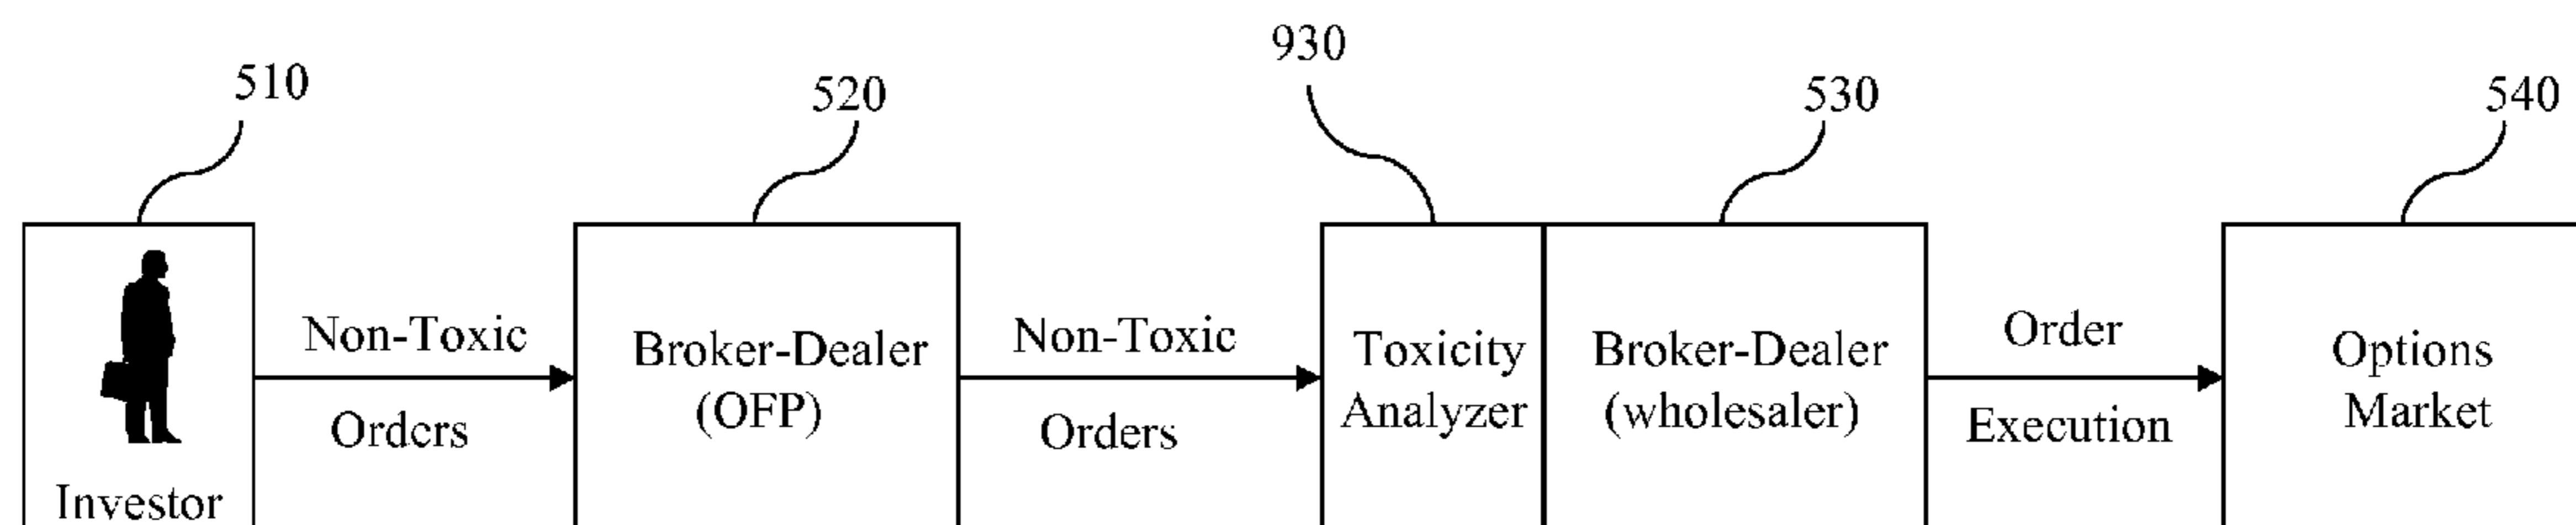 930
510
520
530
540
Non-Toxic
Orders
Non-Toxic
Orders
Order
Execution
Investor
Broker-Dealer
(OFP)
Toxicity
Analyzer
Broker-Dealer
(wholesaler)
Options
Market